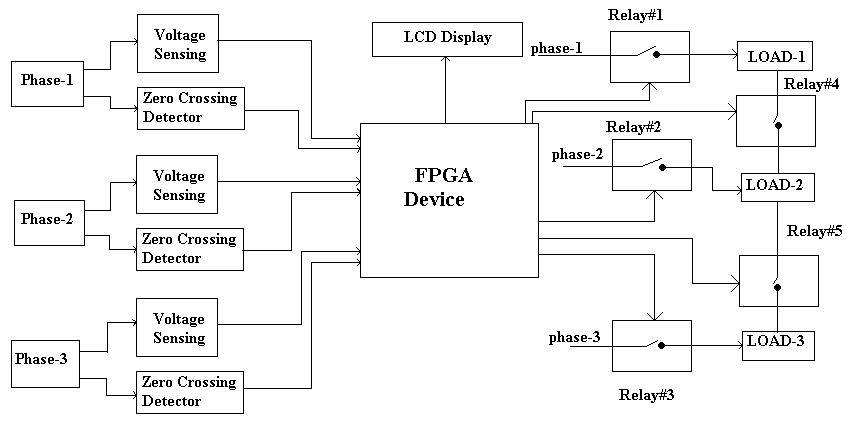 Relay#1
Voltage
Sensing
LCD Display
phase-1
LOAD-1
Phase-1
Relay#4
Zero Crossing
Detector
Relay#2
phase-2
FPGA
Device
Voltage
Sensing
LOAD-2
Phase-2
Zero Crossing
Detector
Relay#5
Voltage
Sensing
phase-3
LOAD-3
Phase-3
Zero Crossing
Detector
Relay#3